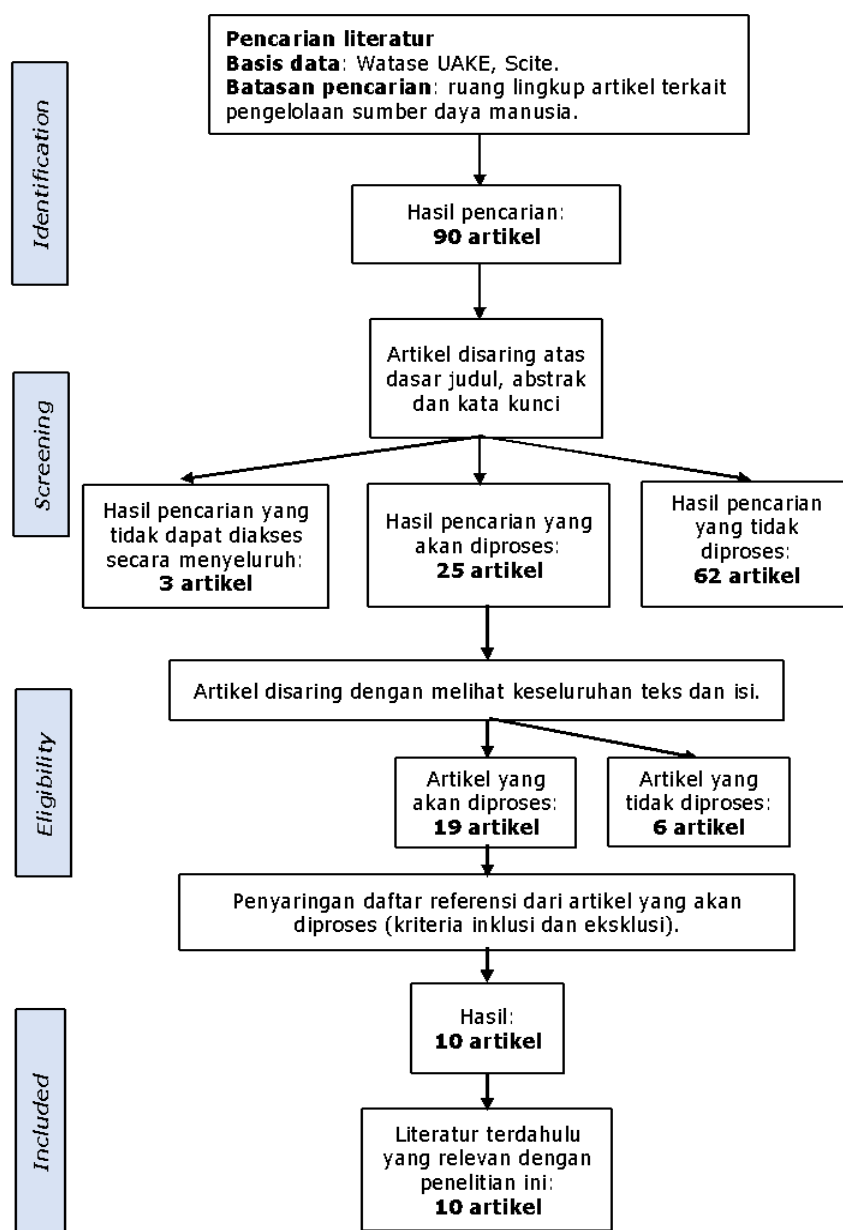 Pencarian literatur
Basis data: Watase UAKE, Scite.
Batasan pencarian: ruang lingkup artikel terkait
pengelolaan sumber daya manusia.
Identification
Hasil pencarian:
90 artikel
Artikel disaring atas
dasar judul, abstrak
dan kata kunci
Screening
Hasil pencarian yang
tidak dapat diakses
secara menyeluruh:
3 artikel
Hasil pencarian yang
akan diproses:
25 artikel
Hasil pencarian
yang tidak
diproses:
62 artikel
Artikel disaring dengan melihat keseluruhan teks dan isi.
Eligibility
Artikel yang
akan diproses:
19 artikel
Artikel yang
tidak diproses:
6 artikel
Penyaringan daftar referensi dari artikel yang akan
diproses (kriteria inklusi dan eksklusi).
Included
Hasil:
10 artikel
Literatur terdahulu
yang relevan dengan
penelitian ini:
10 artikel